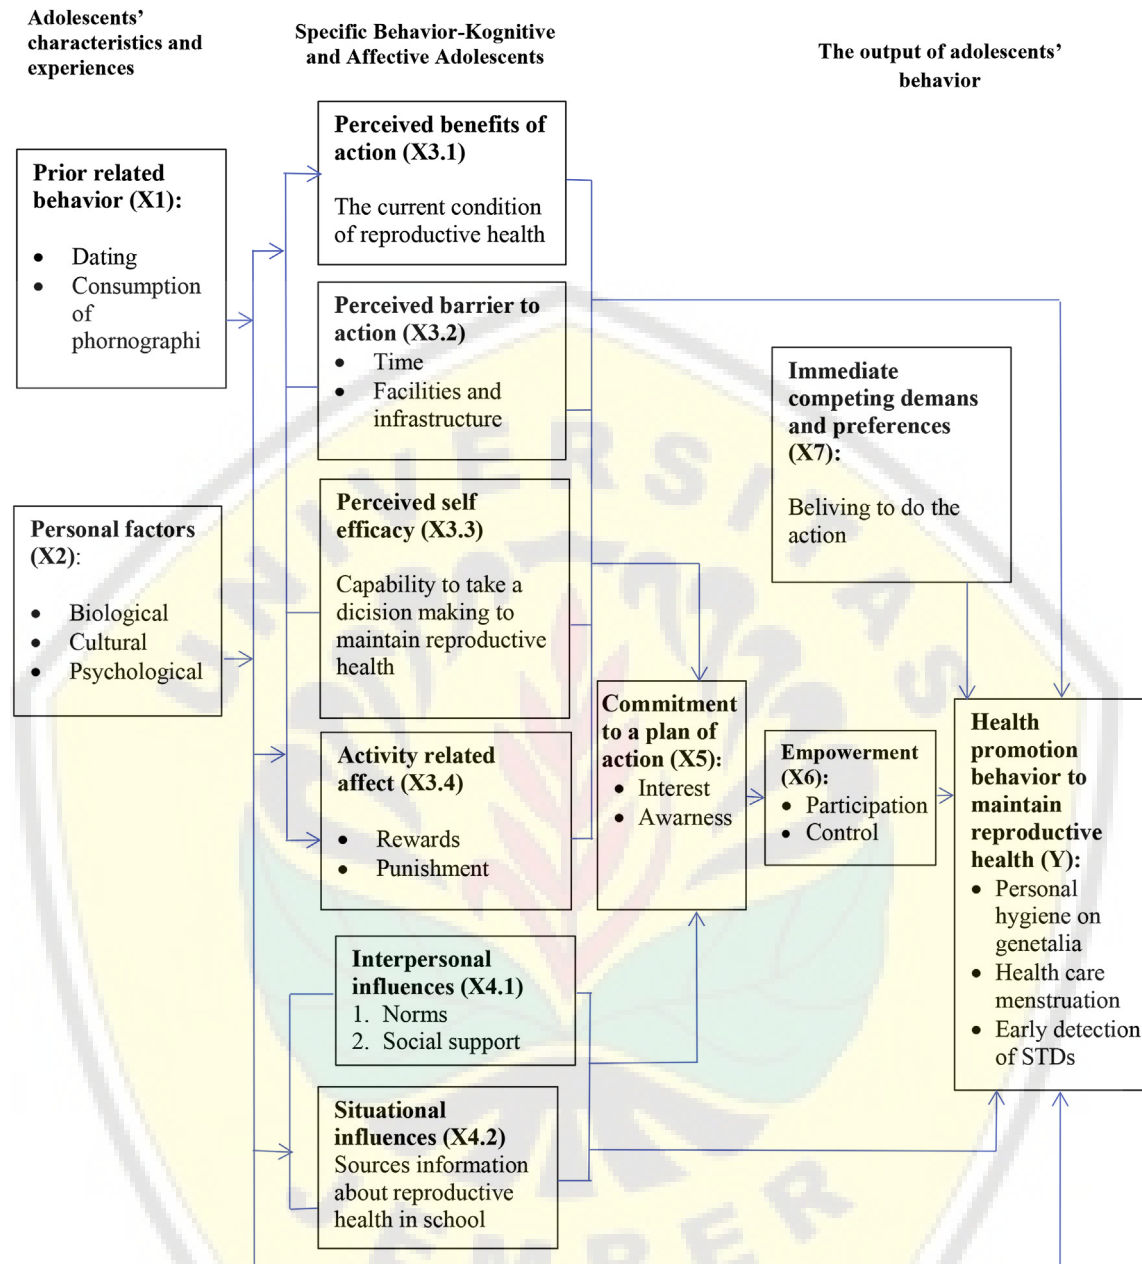 Adolescents’
characteristics and
experiences
Specific Behavior-Kognitive
and Affective Adolescents
The output of adolescents’
behavior
Prior related
behavior (X1):
• Dating
• Consumption
of
phornographi
Personal factors
(X2):
• Biological
• Cultural
• Psychological
Perceived benefits of
action (X3.1)
The current condition
of reproductive health
Perceived barrier to
action (X3.2)
• Time
• Facilities and
infrastructure
Perceived self
efficacy (X3.3)
Capability to take a
dicision making to
maintain reproductive
health
Activity related
affect (X3.4)
• Rewards
• Punishment
Interpersonal
influences (X4.1)
1. Norms
2. Social support
Situational
influences (X4.2)
Sources information
about reproductive
health in school
Commitment
to a plan of
action (X5):
• Interest
• Awarness
Empowerment
(X6):
• Participation
• Control
Immediate
competing demans
and preferences
(X7):
Beliving to do the
action
Health
promotion
behavior to
maintain
reproductive
health (Y):
• Personal
hygiene on
genetalia
• Health care
menstruation
• Early detection
of STDs
UNIVERSITAS
JEMBER